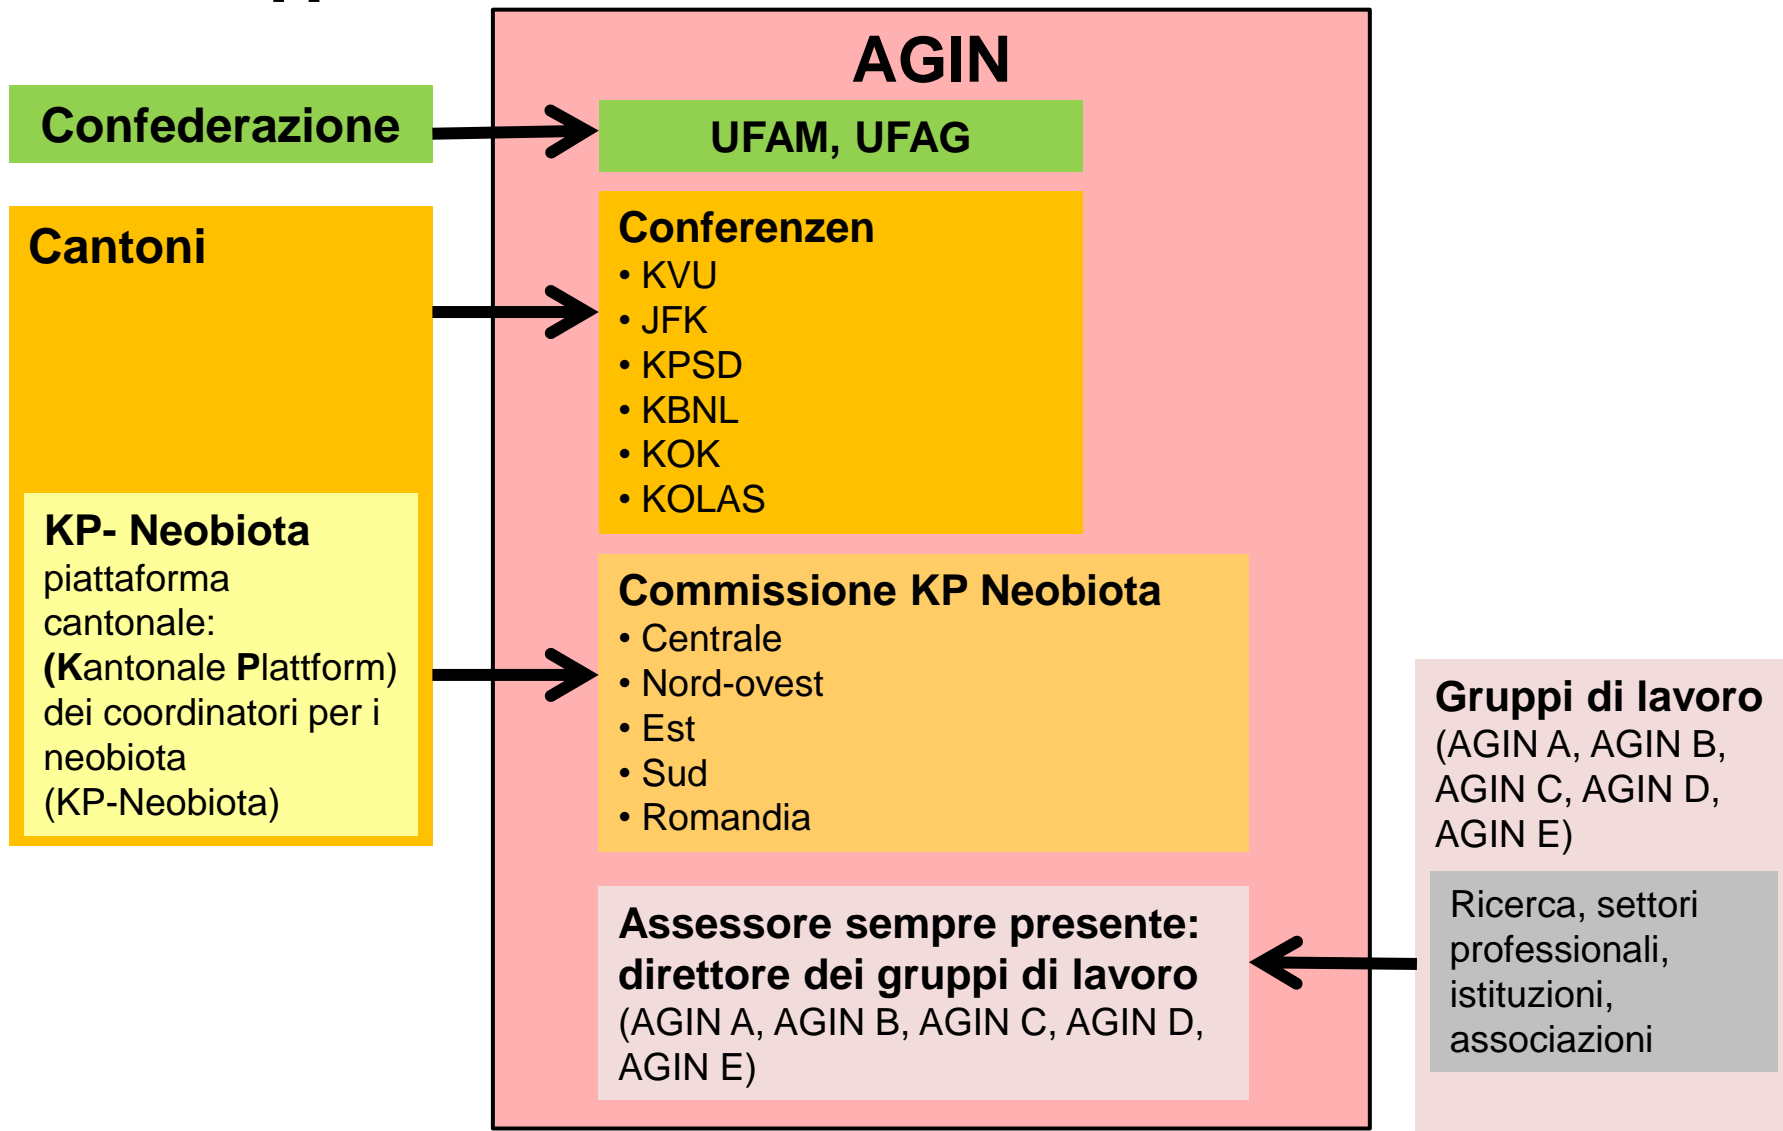 AGIN
Confederazione
UFAM, UFAG
Cantoni
KP- Neobiota
piattaforma
cantonale:
(Kantonale Plattform)
dei coordinatori per i
neobiota
(KP-Neobiota)
Conferenzen
• KVU
• JFK
• KPSD
• KBNL
• KOK
• KOLAS
Commissione KP Neobiota
• Centrale
• Nord-ovest
• Est
• Sud
• Romandia
Assessore sempre presente:
direttore dei gruppi di lavoro
(AGIN A, AGIN B, AGIN C, AGIN D,
AGIN E)
Gruppi di lavoro
(AGIN A, AGIN B,
AGIN C, AGIN D,
AGIN E)
Ricerca, settori
professionali,
istituzioni,
associazioni